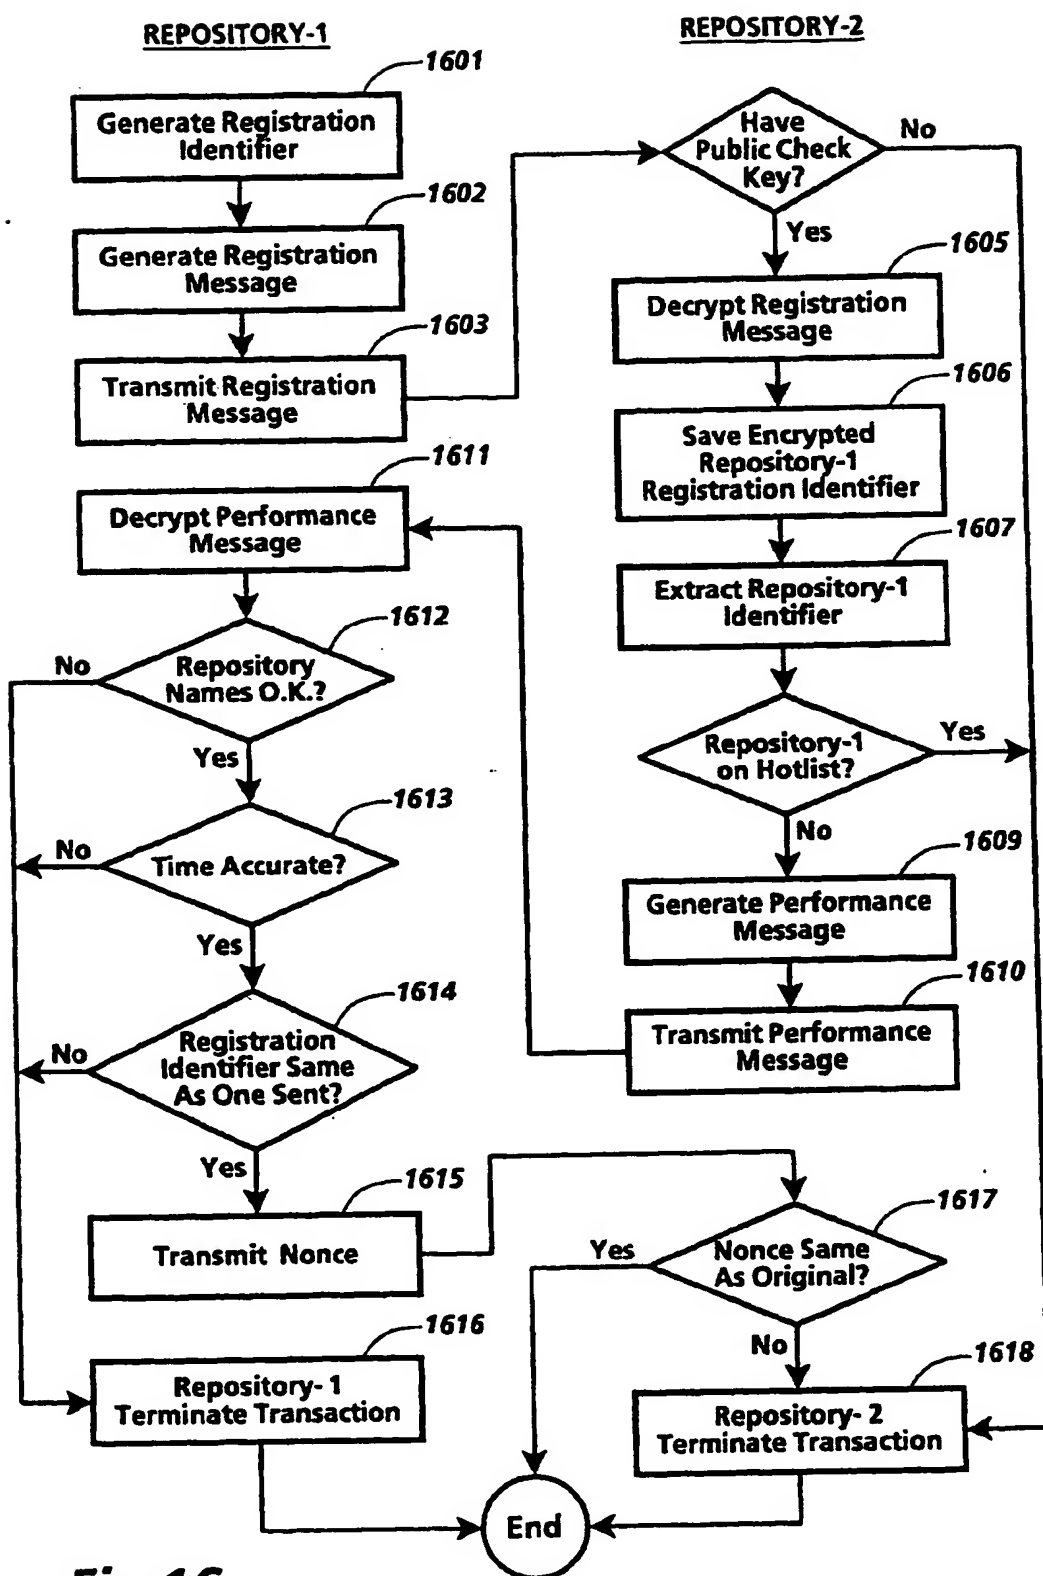 REPOSITORY-1
1601
Generate Registration
Identifier
1602
Generate Registration
Message
1603
Transmit Registration
Message
1611
Decrypt Performance
Message
1612
Repository
Names O.K.?
No
Yes
1613
Time Accurate?
No
Yes
1614
Registration
Identifier Same
As One Sent?
No
Yes
1615
Transmit Nonce
1616
Repository- 1
Terminate Transaction
REPOSITORY-2
Have
Public Check
Key?
No
Yes
1605
Decrypt Registration
Message
1606
Save Encrypted
Repository-1
Registration Identifier
1607
Extract Repository-1
Identifier
Repository-1
on Hotlist?
Yes
No
1609
Generate Performance
Message
1610
Transmit Performance
Message
1617
Nonce Same
As Original?
Yes
No
1618
Repository- 2
Terminate Transaction
End